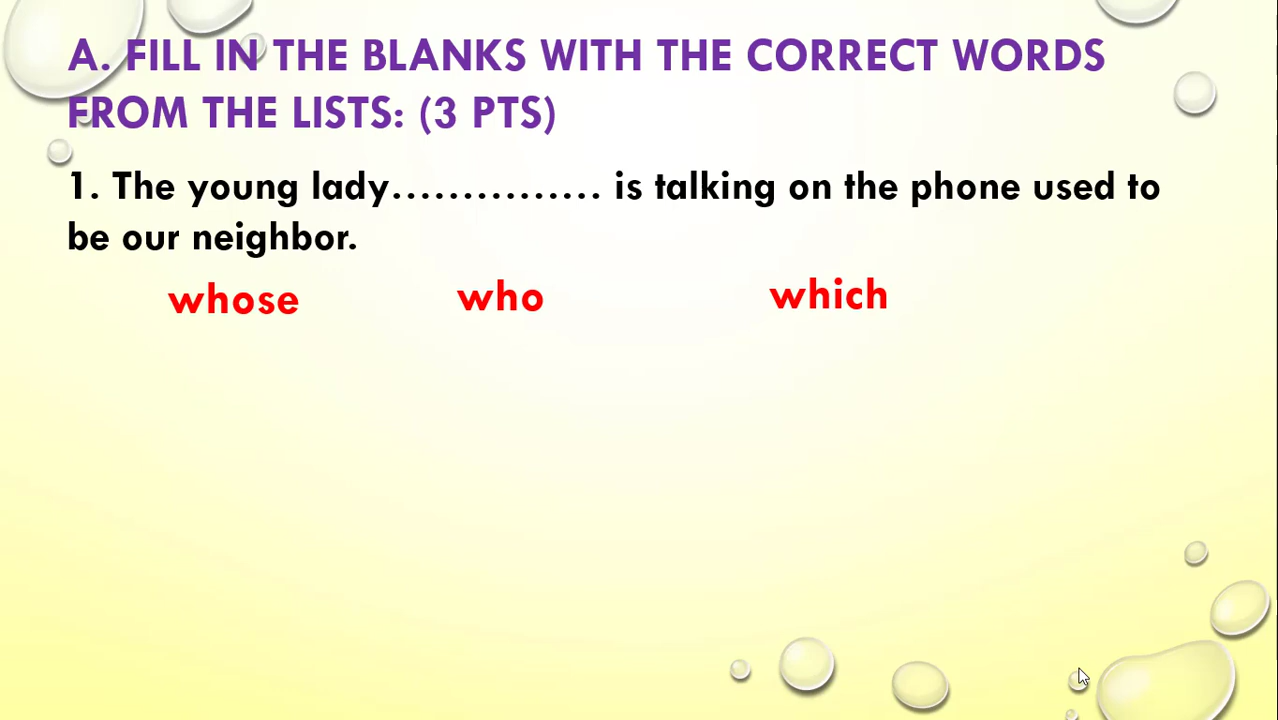 A. FILL IN THE BLANKS WITH THE CORRECT WORDS
FROM THE LISTS: (3 PTS)
1. The young lady............... is talking on the phone used to
be our neighbor.
whose who which